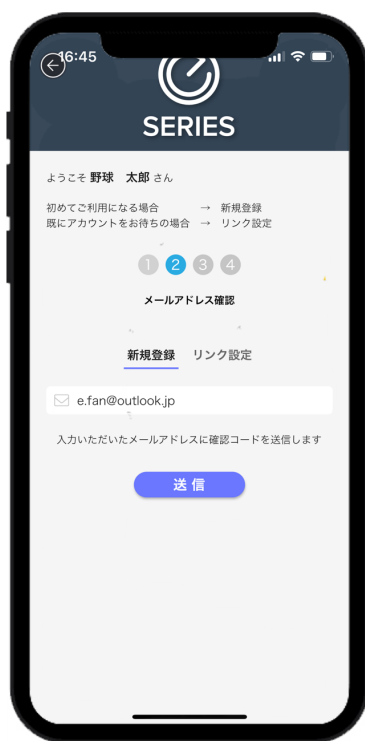 16:45
SERIES
ようこそ 野球　太郎 さん
初めてご利用になる場合 → 新規登録
既にアカウントをお待ちの場合 → リンク設定
1 2 3 4
メールアドレス確認
新規登録 リンク設定
e.fan@outlook.jp
入力いただいたメールアドレスに確認コードを送信します
送 信